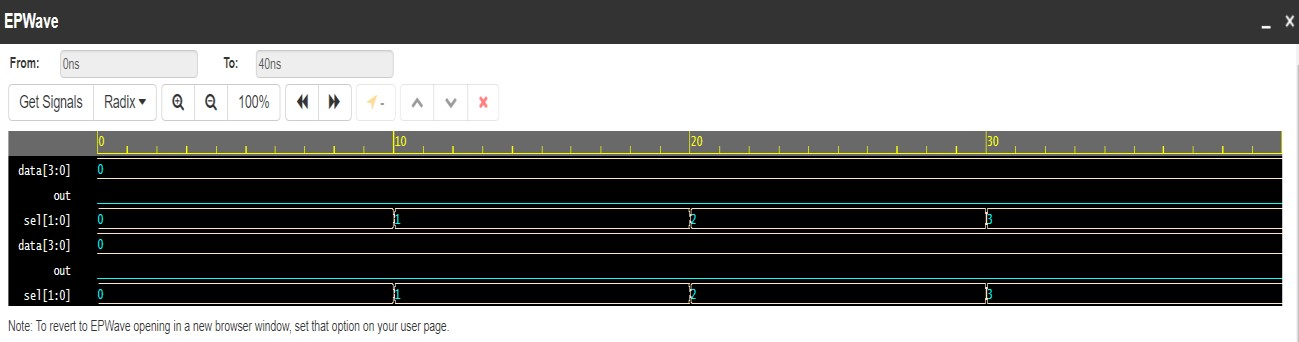 EPWave
_ x
From: 0ns To: 40ns
Get Signals Radix 100% -
0 10 20 30
data[3:0] 0
out
sel[1:0] 0 1 2 3
data[3:0] 0
out
sel[1:0] 0 1 2 3
Note: To revert to EPWave opening in a new browser window, set that option on your user page.